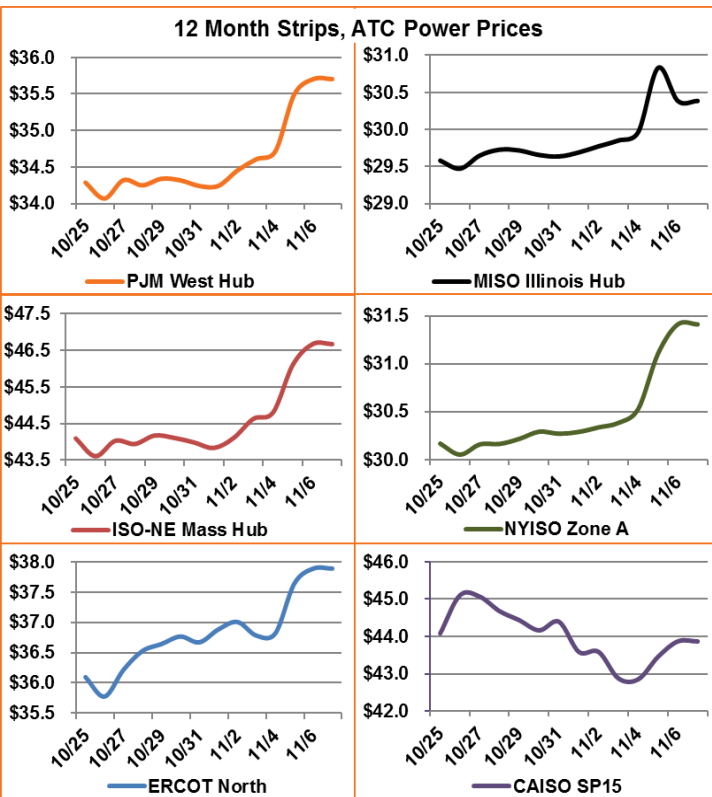 12 Month Strips, ATC Power Prices
$36.0
$35.5
$35.0
$34.5
$34.0
10/25 10/27 10/29 10/31 11/2 11/4 11/6
PJM West Hub
$31.0
$30.5
$30.0
$29.5
$29.0
10/25 10/27 10/29 10/31 11/2 11/4 11/6
MISO Illinois Hub
$47.5
$46.5
$45.5
$44.5
$43.5
10/25 10/27 10/29 10/31 11/2 11/4 11/6
ISO-NE Mass Hub
$31.5
$31.0
$30.5
$30.0
10/25 10/27 10/29 10/31 11/2 11/4 11/6
NYISO Zone A
$38.0
$37.5
$37.0
$36.5
$36.0
$35.5
10/25 10/27 10/29 10/31 11/2 11/4 11/6
ERCOT North
$46.0
$45.0
$44.0
$43.0
$42.0
10/25 10/27 10/29 10/31 11/2 11/4 11/6
CAISO SP15